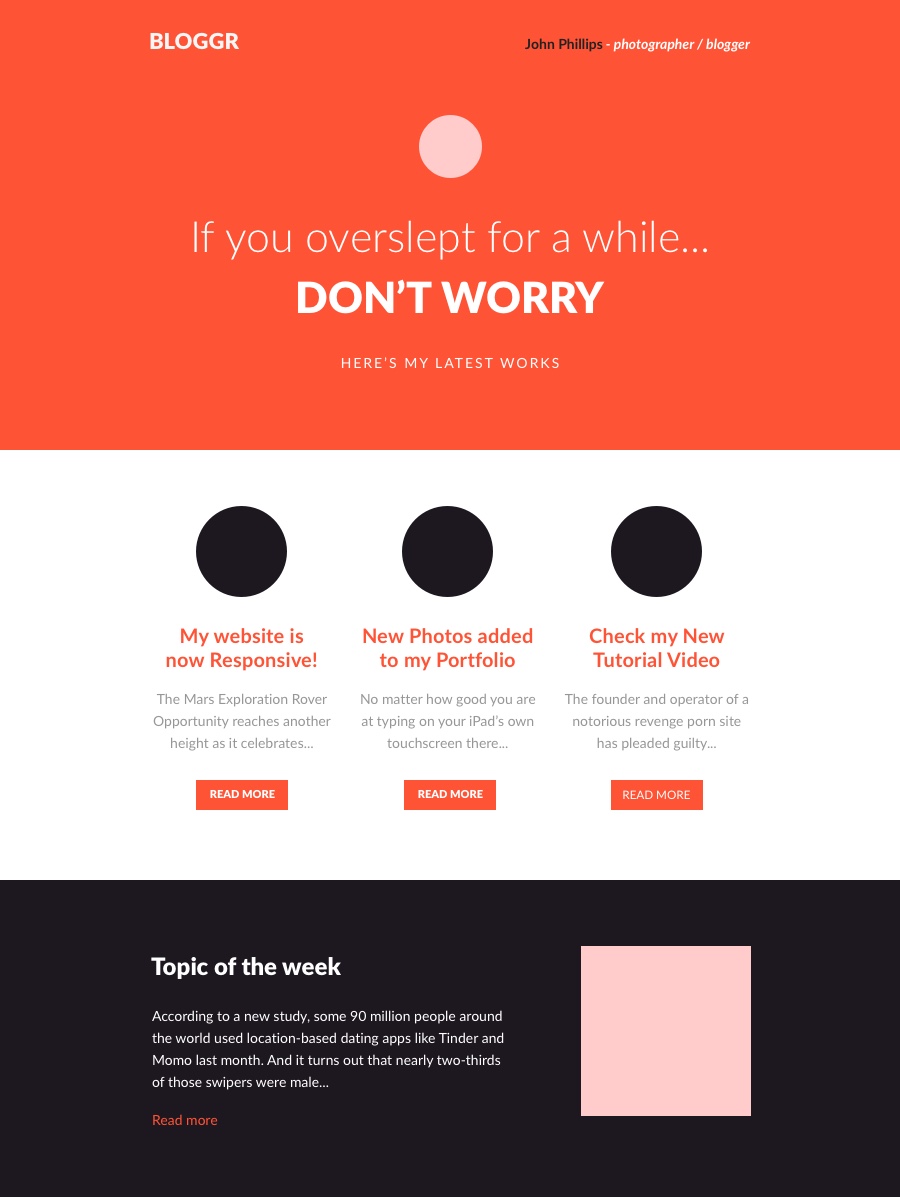 BLOGGR
John Phillips - photographer / blogger
If you overslept for a while...
DON’T WORRY
HERE’S MY LATEST WORKS
My website is
now Responsive!
The Mars Exploration Rover
Opportunity reaches another
height as it celebrates...
READ MORE
New Photos added
to my Portfolio
No matter how good you are
at typing on your iPad’s own
touchscreen there...
READ MORE
Check my New
Tutorial Video
The founder and operator of a
notorious revenge porn site
has pleaded guilty...
READ MORE
Topic of the week
According to a new study, some 90 million people around
the world used location-based dating apps like Tinder and
Momo last month. And it turns out that nearly two-thirds
of those swipers were male...
Read more